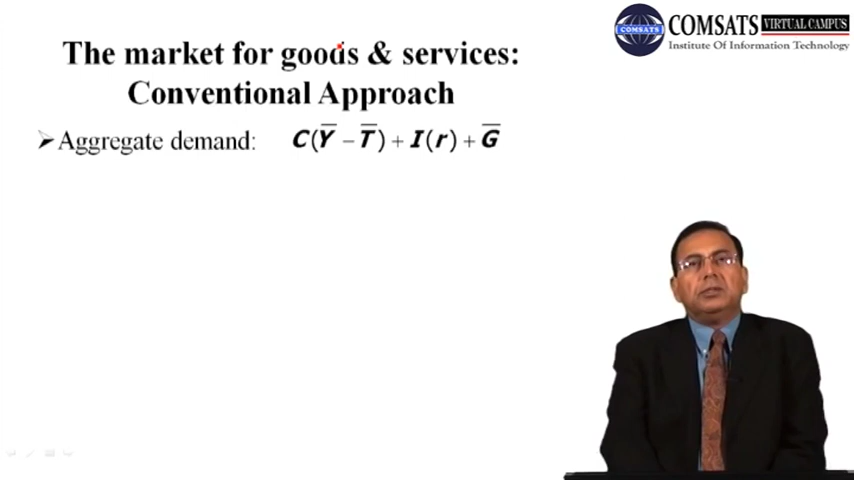 COMSATS VIRTUAL CAMPUS
COMSATS
Institute Of Information Technology
The market for goods & services:
Conventional Approach
➢Aggregate demand: C(Y̅ − T̅) + I(r) + G̅